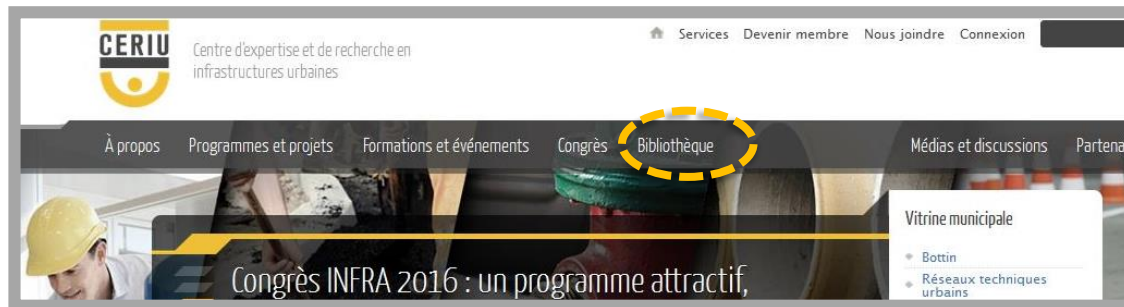 CERIU
Centre d'expertise et de recherche en
infrastructures urbaines
Services Devenir membre Nous joindre Connexion
À propos Programmes et projets Formations et événements Congrès Bibliothèque Médias et discussions
Vitrine municipale
Bottin
Réseaux techniques
urbains
Congrès INFRA 2016 : un programme attractif,